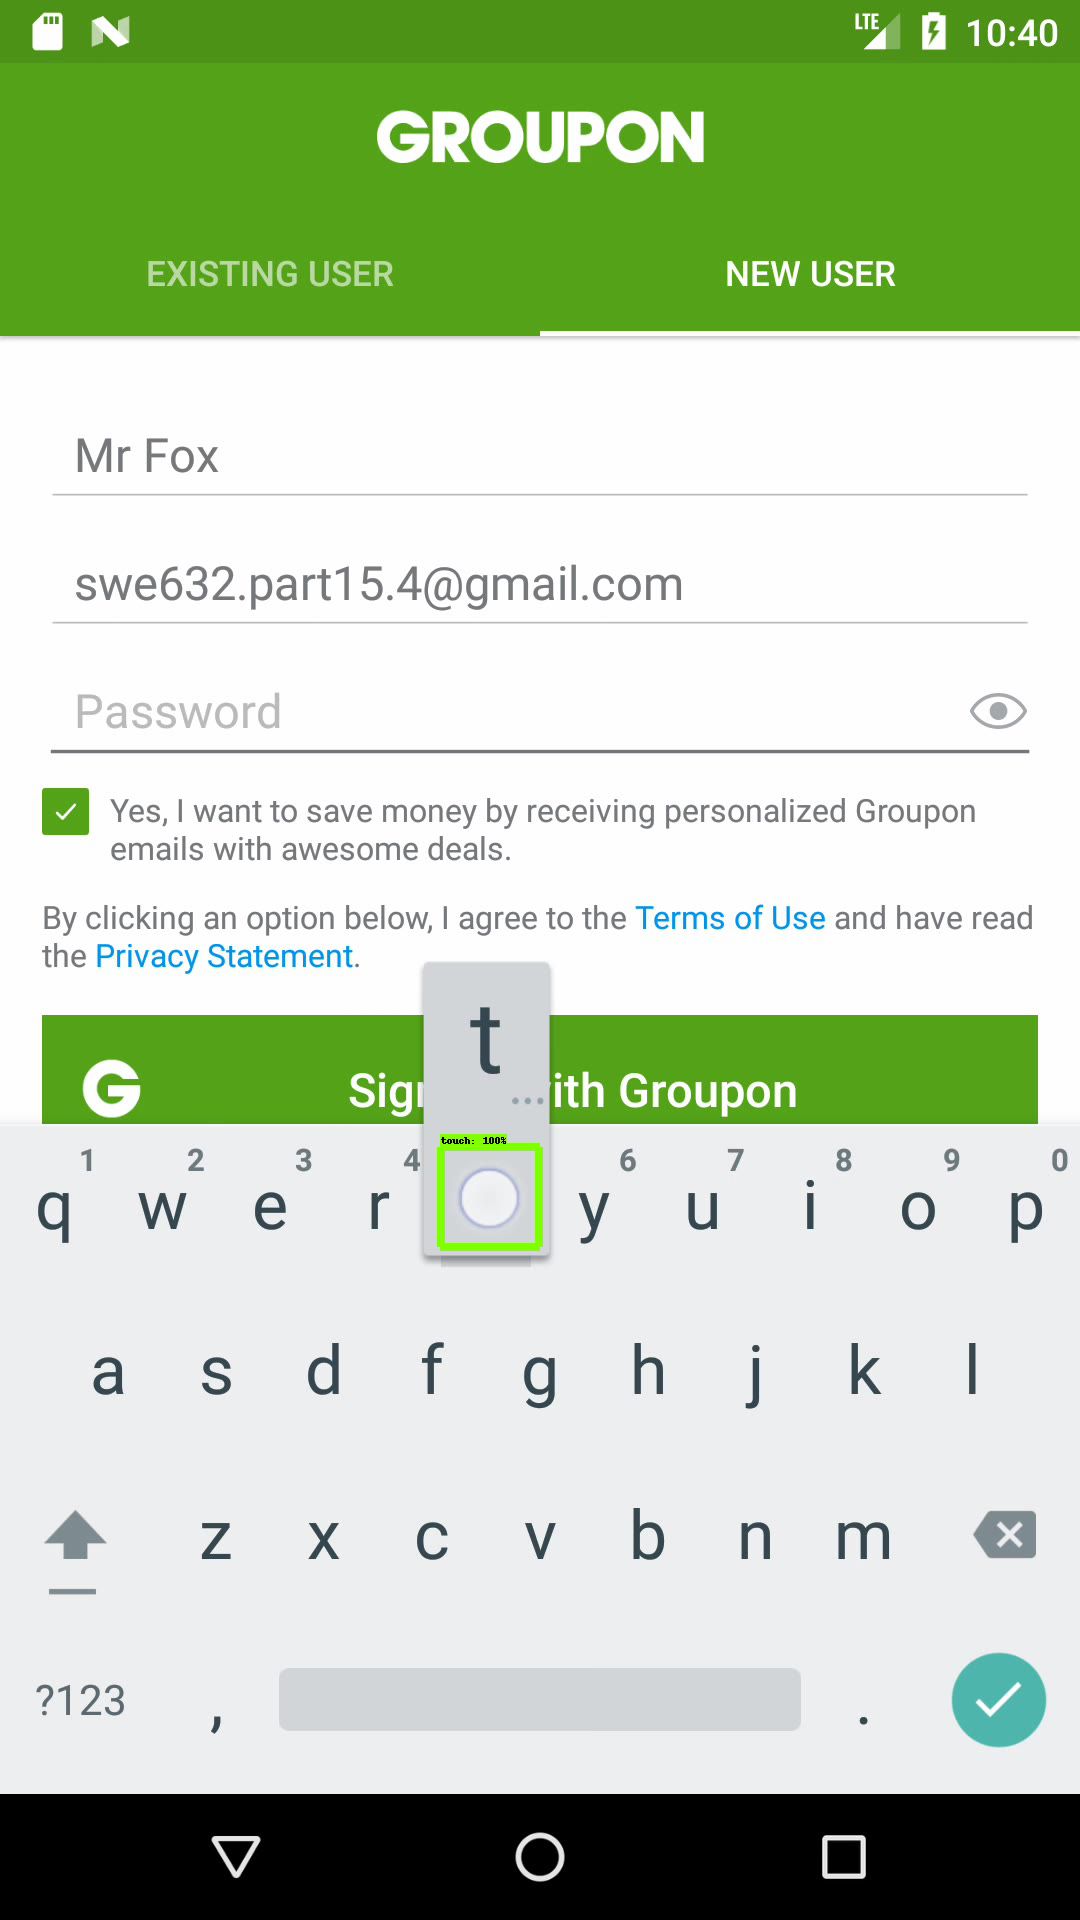 LTE 10:40
GROUPON
EXISTING USER NEW USER
Mr Fox
swe632.part15.4@gmail.com
Password
Yes, I want to save money by receiving personalized Groupon
emails with awesome deals.
By clicking an option below, I agree to the Terms of Use and have read
the Privacy Statement.
t
...
G Sig ith Groupon
touch: 100%
1 2 3 4 6 7 8 9 0
q w e r y u i o p
a s d f g h j k l
z x c v b n m
?123 , .